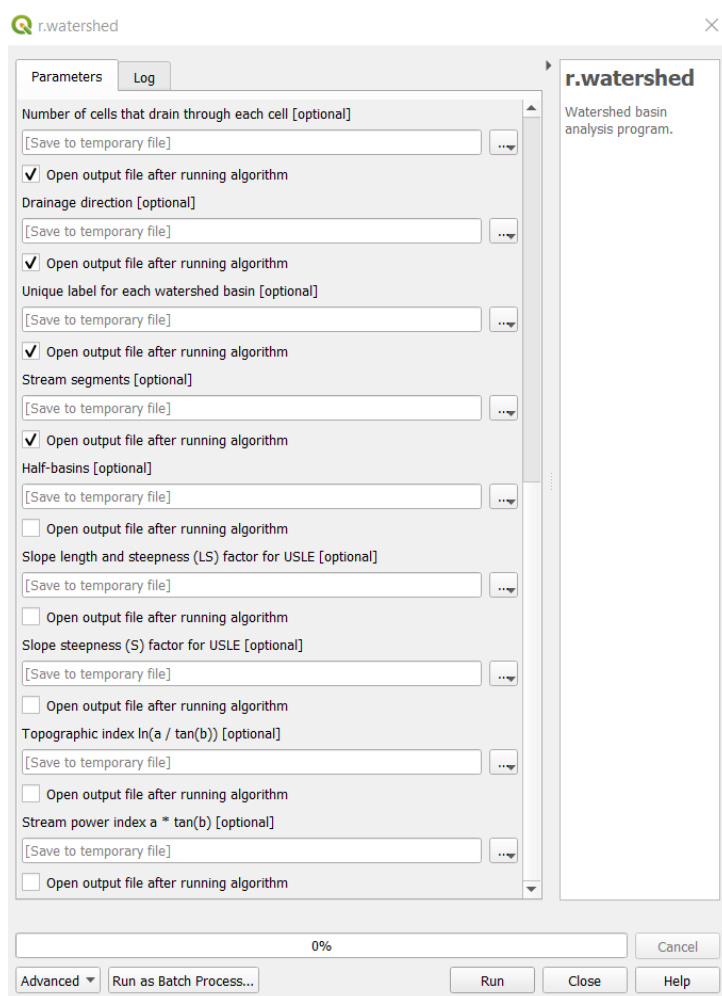 r.watershed
Parameters
Log
Number of cells that drain through each cell [optional]
[Save to temporary file]
...
Open output file after running algorithm
Drainage direction [optional]
[Save to temporary file]
...
Open output file after running algorithm
Unique label for each watershed basin [optional]
[Save to temporary file]
...
Open output file after running algorithm
Stream segments [optional]
[Save to temporary file]
...
Open output file after running algorithm
Half-basins [optional]
[Save to temporary file]
...
Open output file after running algorithm
Slope length and steepness (LS) factor for USLE [optional]
[Save to temporary file]
...
Open output file after running algorithm
Slope steepness (S) factor for USLE [optional]
[Save to temporary file]
...
Open output file after running algorithm
Topographic index ln(a / tan(b)) [optional]
[Save to temporary file]
...
Open output file after running algorithm
Stream power index a * tan(b) [optional]
[Save to temporary file]
...
Open output file after running algorithm
r.watershed
Watershed basin
analysis program.
0%
Cancel
Advanced
Run as Batch Process...
Run
Close
Help